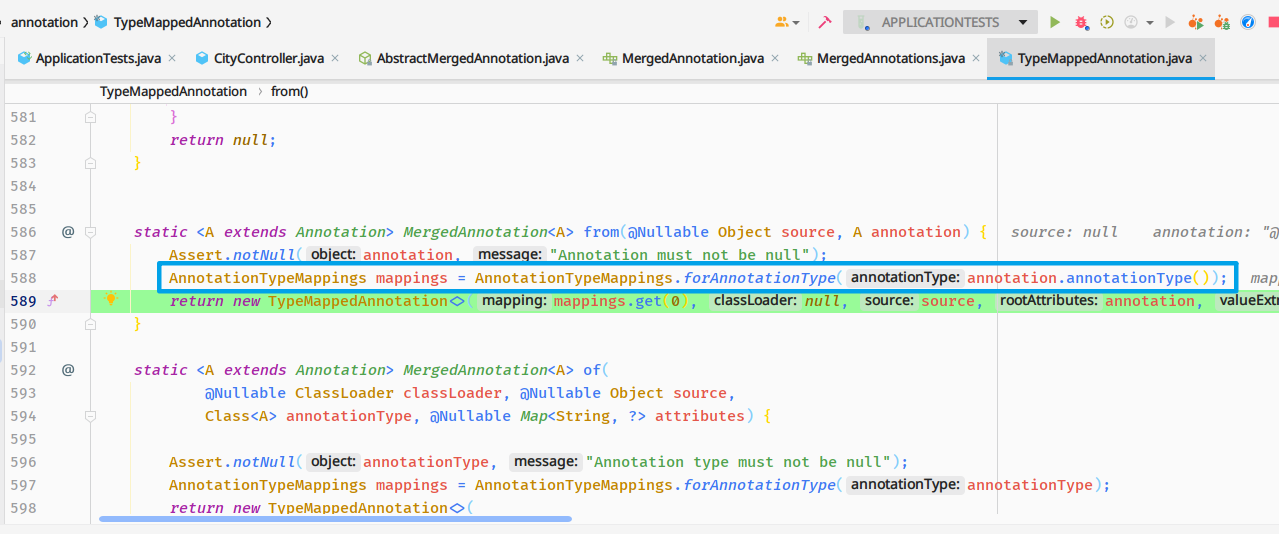 annotation TypeMappedAnnotation APPLICATIONTESTS
ApplicationTests.java × CityController.java × AbstractMergedAnnotation.java × MergedAnnotation.java × MergedAnnotations.java × TypeMappedAnnotation.java ×
TypeMappedAnnotation > from()
581 }
582 return null;
583 }
584
585
586 @ static <A extends Annotation> MergedAnnotation<A> from(@Nullable Object source, A annotation) { source: null annotation: "@
587 Assert.notNull( object: annotation, message: "Annotation must not be null");
588 AnnotationTypeMappings mappings = AnnotationTypeMappings.forAnnotationType( annotationType: annotation.annotationType()); mapp
589 return new TypeMappedAnnotation<>( mapping: mappings.get(0), classLoader: null, source: source, rootAttributes: annotation, valueExtr
590 }
591
592 @ static <A extends Annotation> MergedAnnotation<A> of(
593 @Nullable ClassLoader classLoader, @Nullable Object source,
594 Class<A> annotationType, @Nullable Map<String, ?> attributes) {
595
596 Assert.notNull( object: annotationType, message: "Annotation type must not be null");
597 AnnotationTypeMappings mappings = AnnotationTypeMappings.forAnnotationType( annotationType: annotationType);
598 return new TypeMappedAnnotation<>(